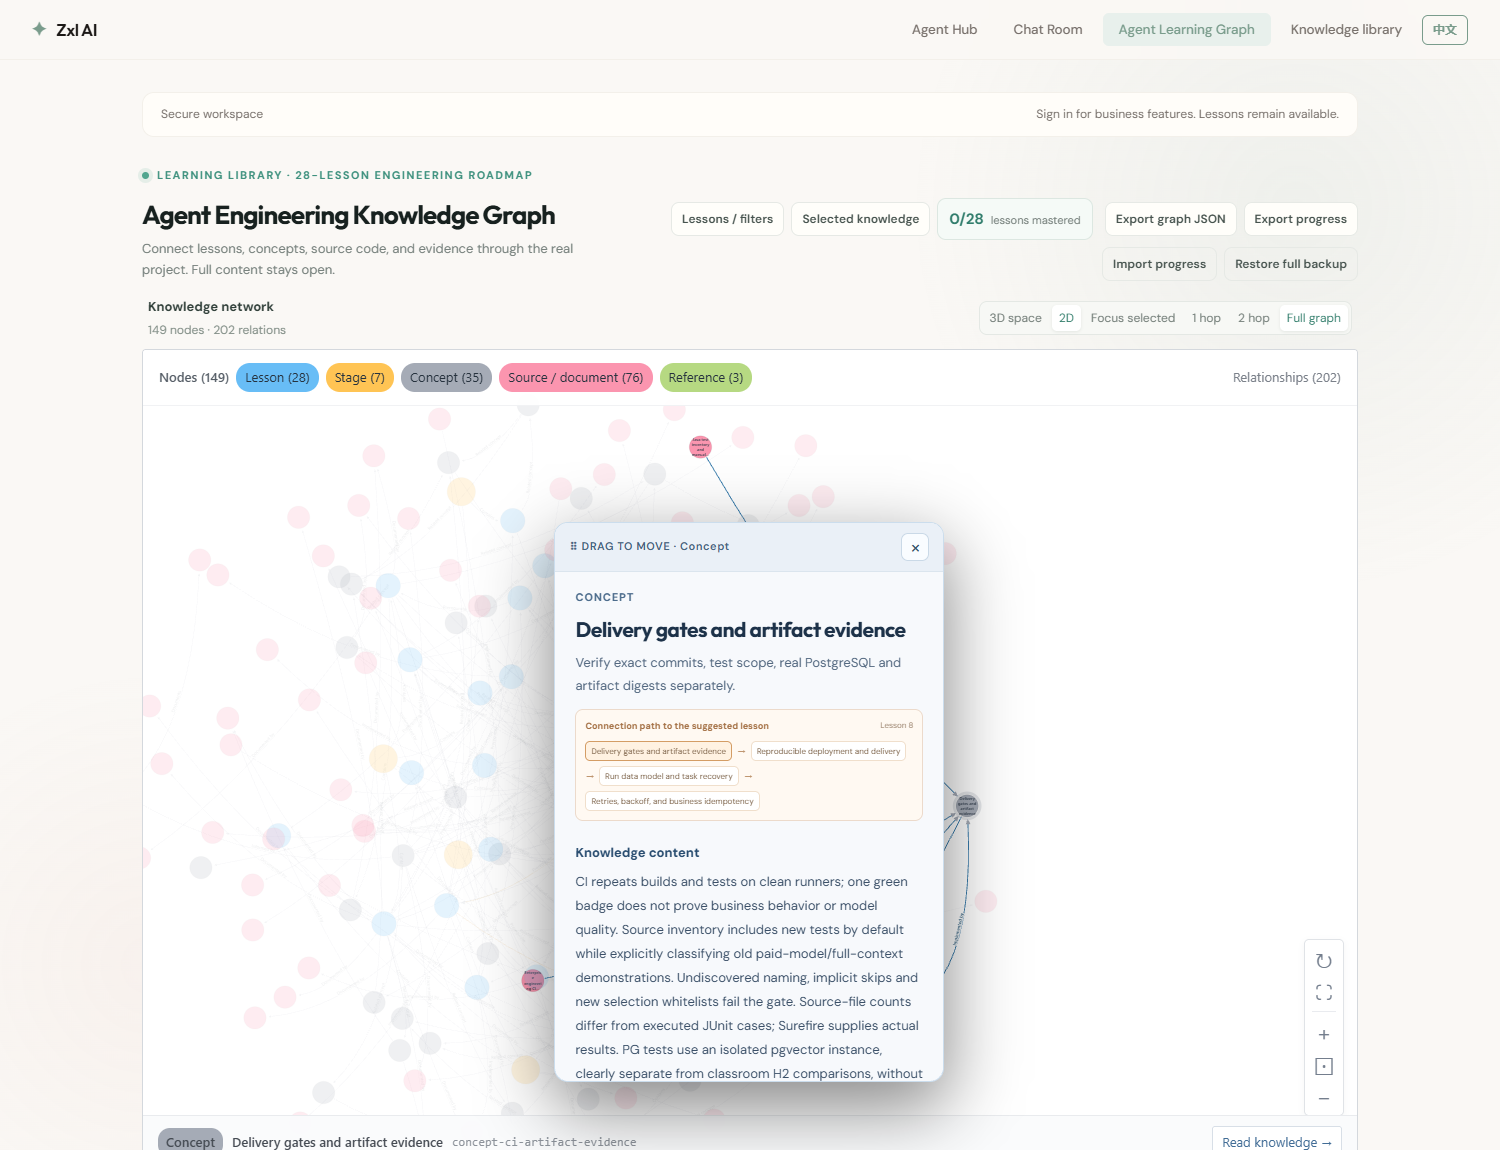 Zxl AI
Agent Hub
Chat Room
Agent Learning Graph
Knowledge library
中文
Secure workspace
Sign in for business features. Lessons remain available.
LEARNING LIBRARY · 28-LESSON ENGINEERING ROADMAP
Agent Engineering Knowledge Graph
Connect lessons, concepts, source code, and evidence through the real
project. Full content stays open.
Lessons / filters
Selected knowledge
0/28 lessons mastered
Export graph JSON
Export progress
Import progress
Restore full backup
Knowledge network
149 nodes · 202 relations
3D space
2D
Focus selected
1 hop
2 hop
Full graph
Nodes (149)
Lesson (28)
Stage (7)
Concept (35)
Source / document (76)
Reference (3)
Relationships (202)
⠿ DRAG TO MOVE · Concept
×
CONCEPT
Delivery gates and artifact evidence
Verify exact commits, test scope, real PostgreSQL and
artifact digests separately.
Connection path to the suggested lesson
Lesson 8
Delivery gates and artifact evidence → Reproducible deployment and delivery
→ Run data model and task recovery →
Retries, backoff, and business idempotency
Knowledge content
CI repeats builds and tests on clean runners; one green
badge does not prove business behavior or model
quality. Source inventory includes new tests by default
while explicitly classifying old paid-model/full-context
demonstrations. Undiscovered naming, implicit skips and
new selection whitelists fail the gate. Source-file counts
differ from executed JUnit cases; Surefire supplies actual
results. PG tests use an isolated pgvector instance,
clearly separate from classroom H2 comparisons, without
Delivery
gates and
artifact
evidence
Concept
Delivery gates and artifact evidence
concept-ci-artifact-evidence
Read knowledge →